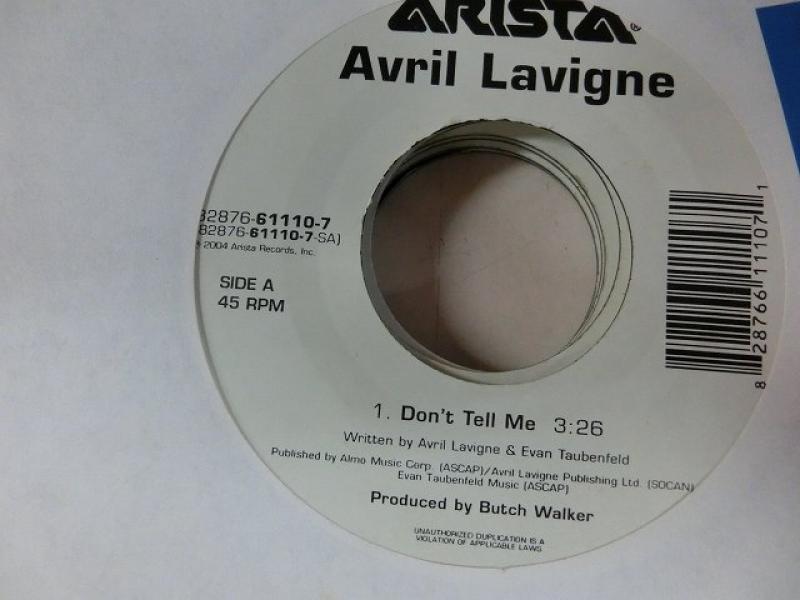 ARISTA®
Avril Lavigne
82876-61110-7
(82876-61110-7-SA)
℗ 2004 Arista Records, Inc.
SIDE A
45 RPM
8 28766 11107 1
1. Don't Tell Me 3:26
Written by Avril Lavigne & Evan Taubenfeld
Published by Almo Music Corp. (ASCAP)/Avril Lavigne Publishing Ltd. (SOCAN)
Evan Taubenfeld Music (ASCAP)
Produced by Butch Walker
UNAUTHORIZED DUPLICATION IS A
VIOLATION OF APPLICABLE LAWS